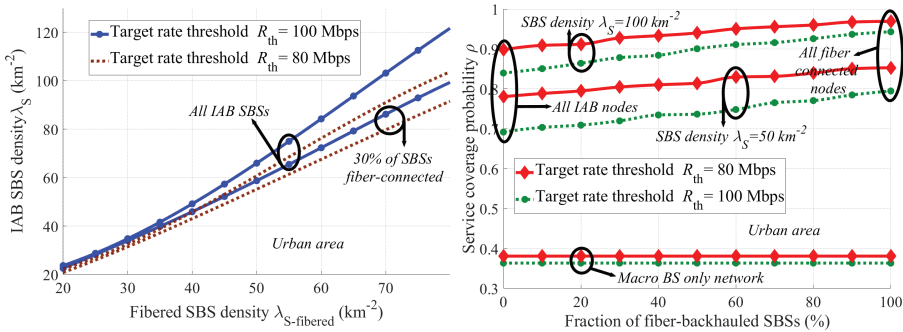 IAB SBS density λ_S (km⁻²)
120
100
80
60
40
20
Target rate threshold R_th = 100 Mbps
Target rate threshold R_th = 80 Mbps
All IAB SBSs
30% of SBSs
fiber-connected
Urban area
20 30 40 50 60 70
Fibered SBS density λ_S-fibered (km⁻²)
Service coverage probability ρ
1
0.9
0.8
0.7
0.6
0.5
0.4
0.3
SBS density λ_S=100 km⁻²
All fiber
connected
nodes
All IAB nodes
SBS density λ_S=50 km⁻²
Target rate threshold R_th = 80 Mbps
Target rate threshold R_th = 100 Mbps
Urban area
Macro BS only network
0 20 40 60 80 100
Fraction of fiber-backhauled SBSs (%)